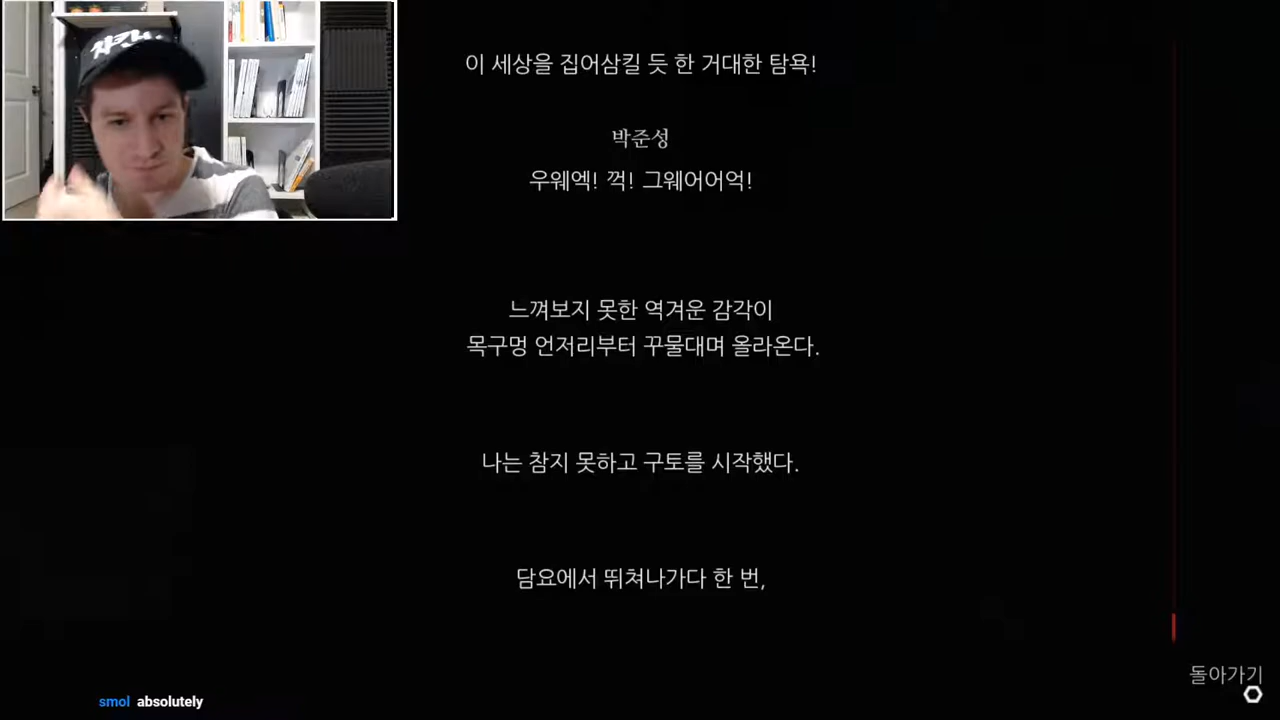 이 세상을 집어삼킬 듯 한 거대한 탐욕!
박준성
우웨엑! 꺽! 그웨어어억!
느껴보지 못한 역겨운 감각이
목구멍 언저리부터 꾸물대며 올라온다.
나는 참지 못하고 구토를 시작했다.
담요에서 뛰쳐나가다 한 번,
돌아가기
smol absolutely